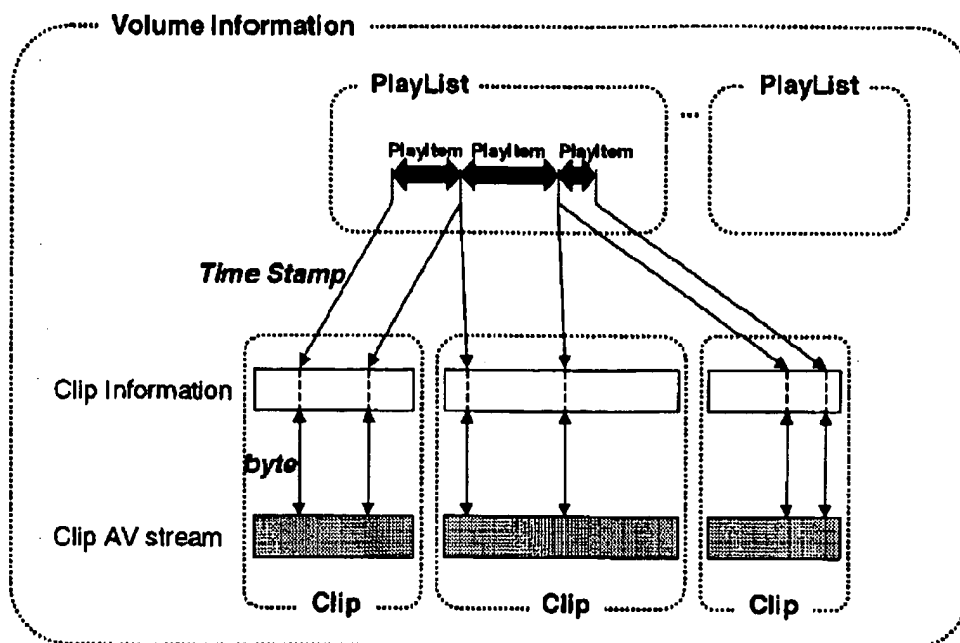 Volume Information
PlayList
PlayList
...
PlayItem PlayItem PlayItem
Time Stamp
Clip Information
byte
Clip AV stream
Clip
Clip
Clip